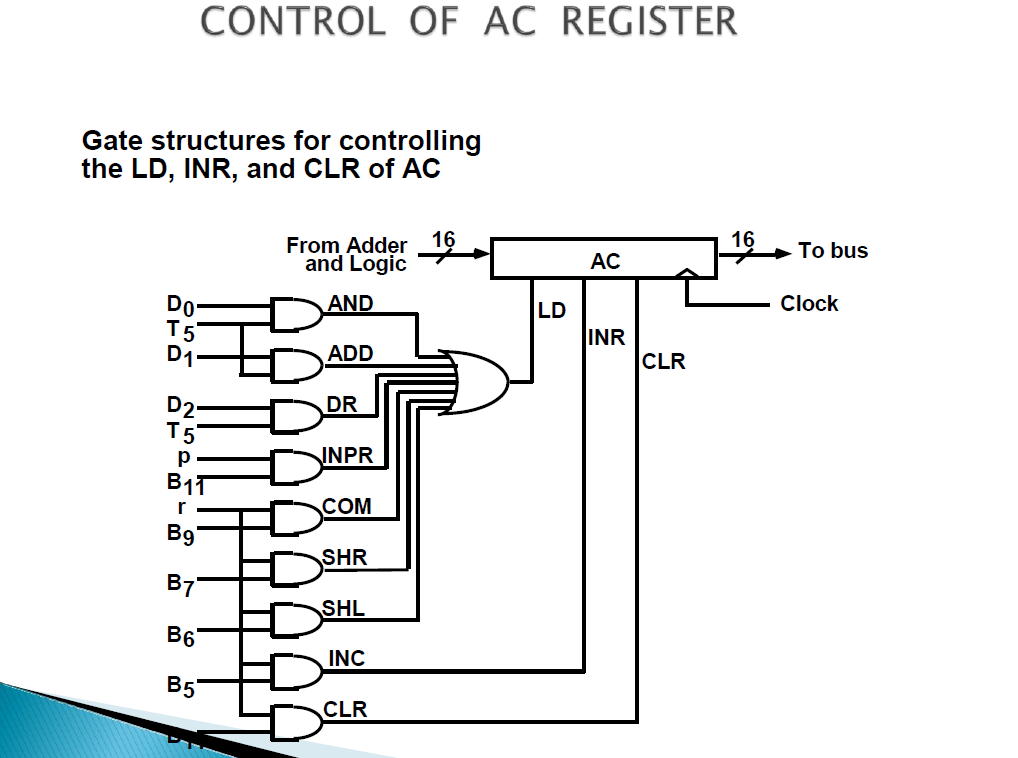 CONTROL OF AC REGISTER
Gate structures for controlling
the LD, INR, and CLR of AC
From Adder
and Logic
16
AC
16
To bus
Clock
LD
INR
CLR
D0
T5
AND
D1
ADD
D2
T5
DR
p
B11
INPR
r
B9
COM
B7
SHR
B6
SHL
B5
INC
CLR